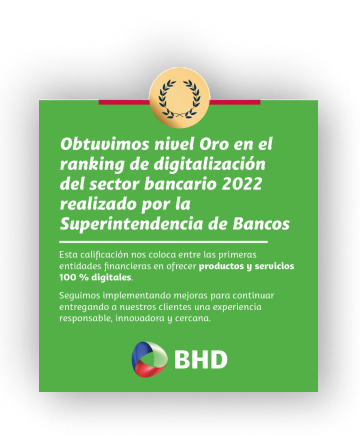 Obtuvimos nivel Oro en el
ranking de digitalización
del sector bancario 2022
realizado por la
Superintendencia de Bancos
Esta calificación nos coloca entre las primeras
entidades financieras en ofrecer productos y servicios
100 % digitales.
Seguimos implementando mejoras para continuar
entregando a nuestros clientes una experiencia
responsable, innovadora y cercana.
BHD